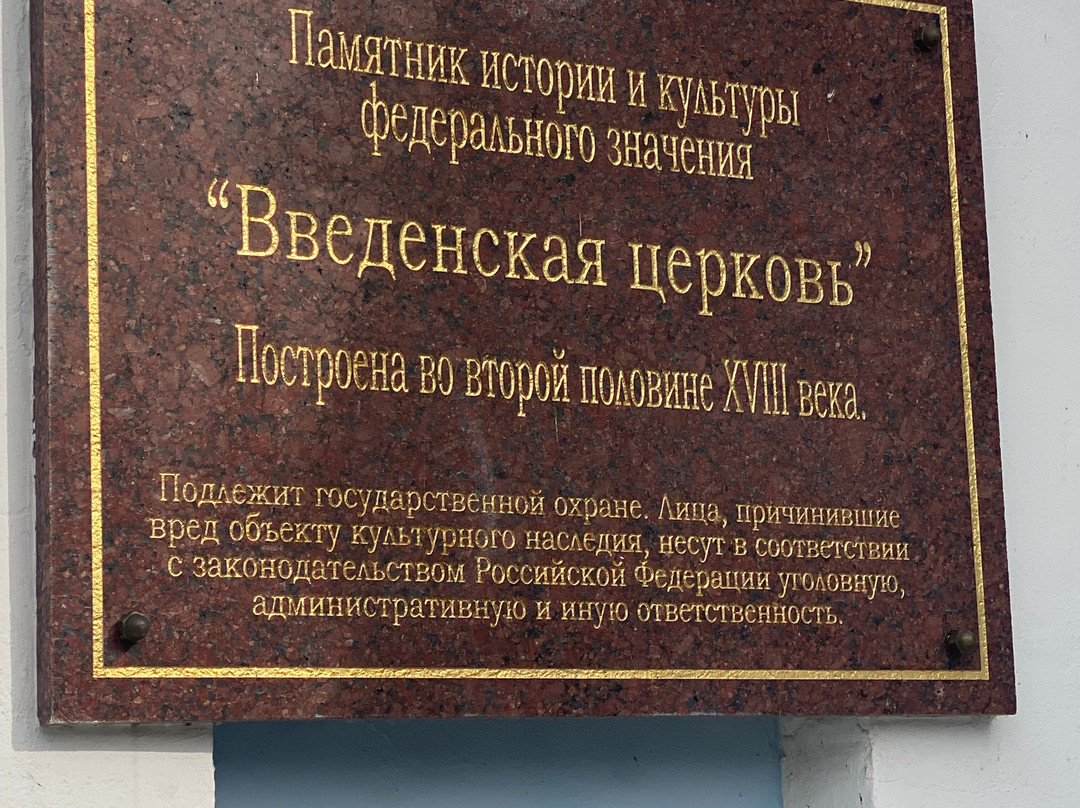 Памятник истории и культуры
федерального значения
“Введенская церковь”
Построена во второй половине XVIII века.
Подлежит государственной охране. Лица, причинившие
вред объекту культурного наследия, несут в соответствии
с законодательством Российской Федерации уголовную,
административную и иную ответственность.